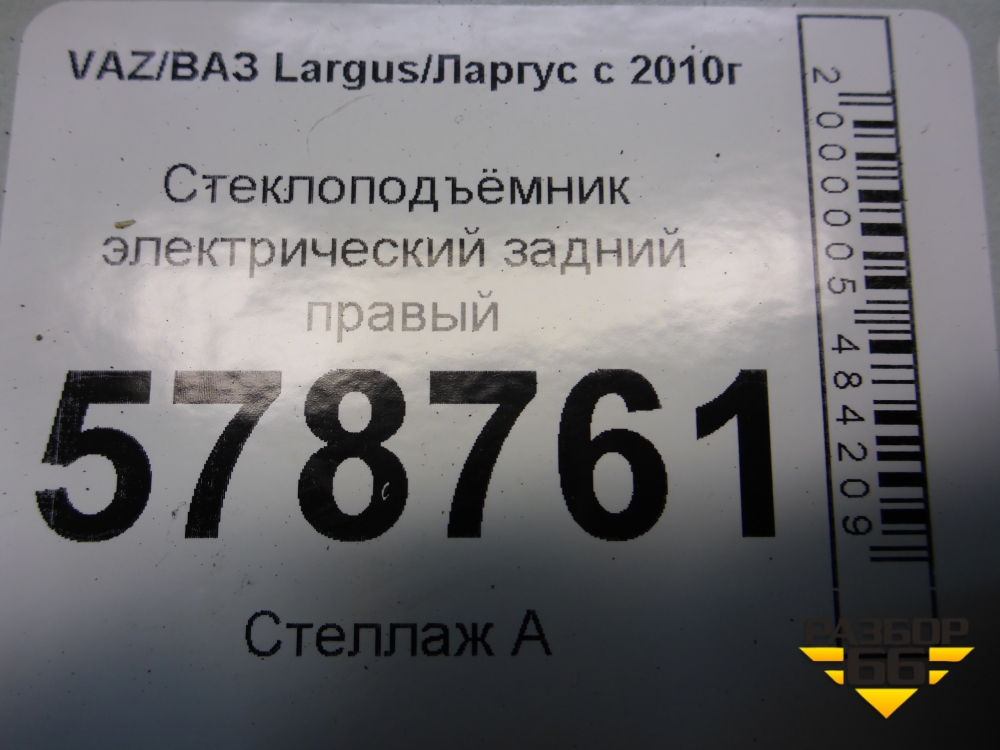 VAZ/ВАЗ Largus/Ларгус с 2010г
Стеклоподъёмник
электрический задний
правый
578761
Стеллаж А
2000005484209
РАЗБОР
66